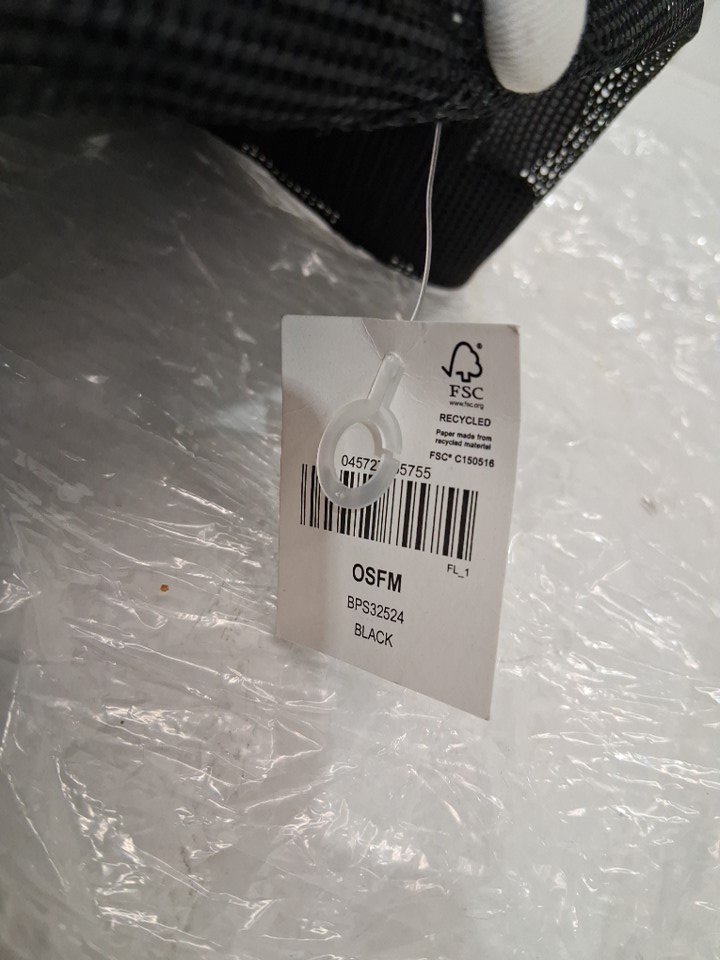 FSC®
www.fsc.org
RECYCLED
Paper made from
recycled material
FSC® C150516
FL_1
OSFM
BPS32524
BLACK